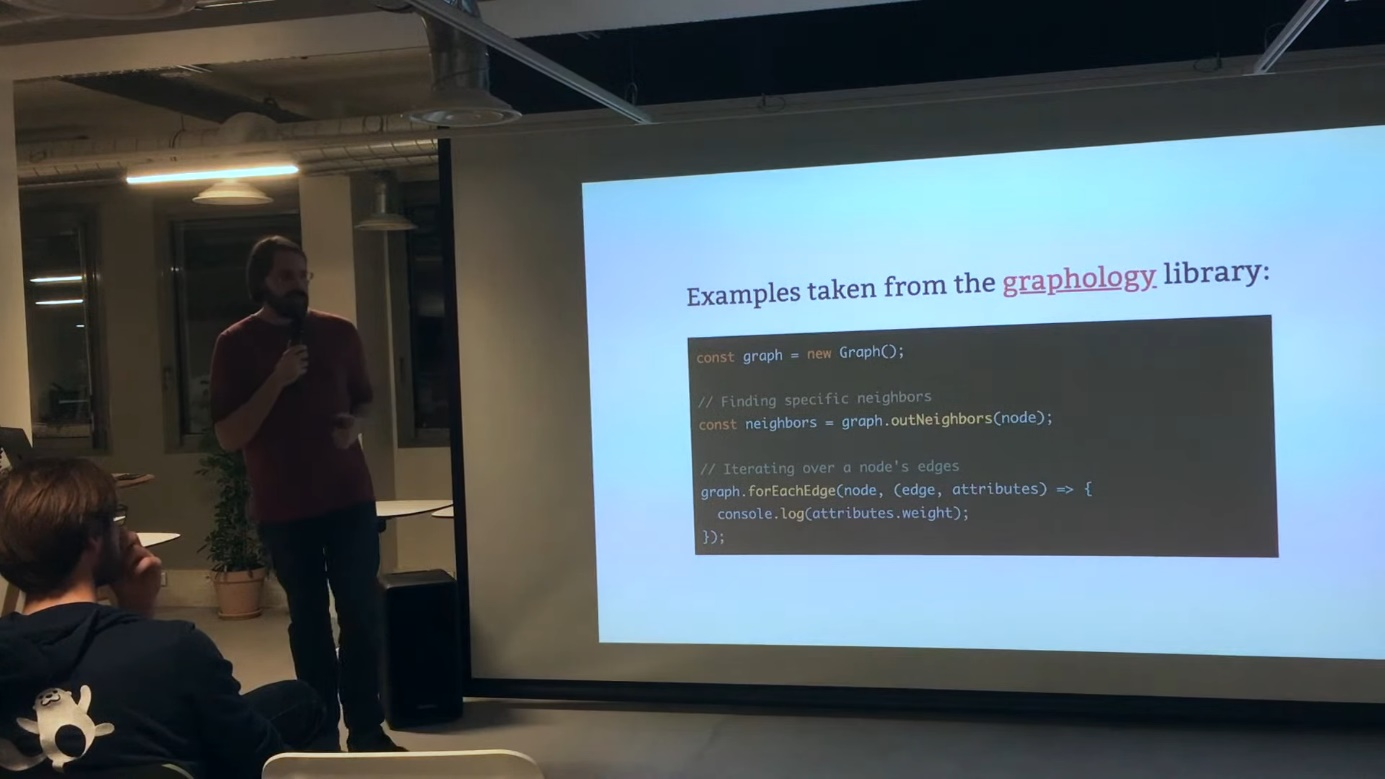 Examples taken from the graphology library:
const graph = new Graph();
// Finding specific neighbors
const neighbors = graph.outNeighbors(node);
// Iterating over a node's edges
graph.forEachEdge(node, (edge, attributes) => {
  console.log(attributes.weight);
});